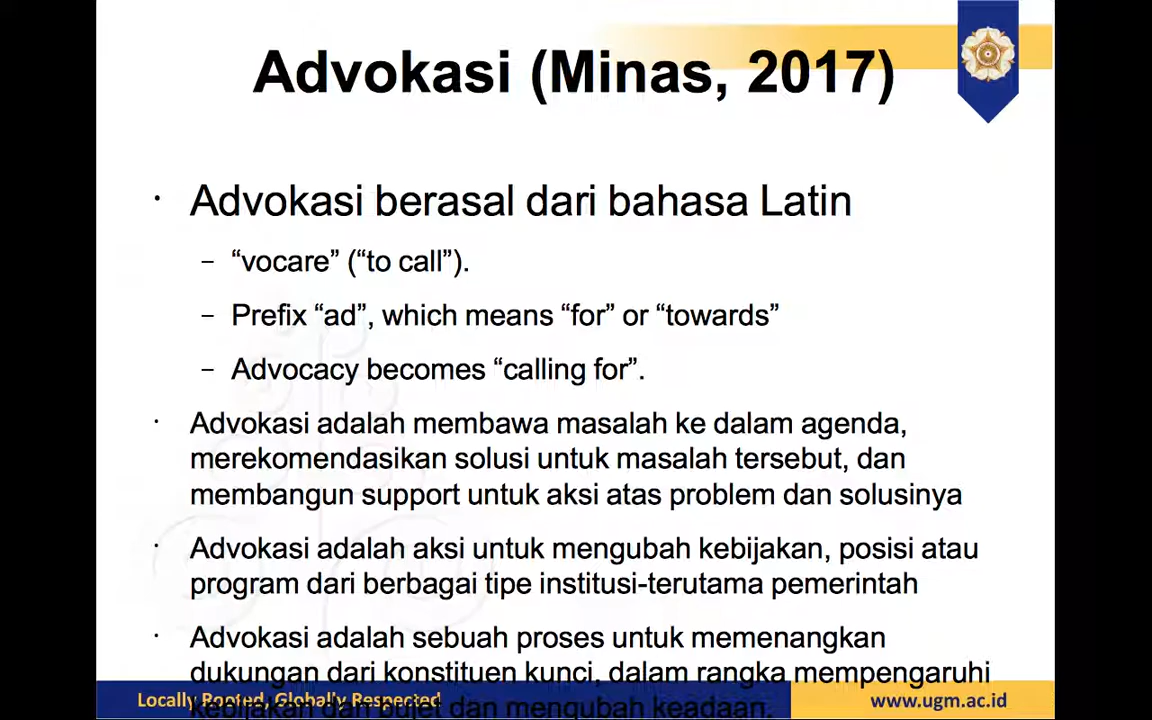 Advokasi (Minas, 2017)
· Advokasi berasal dari bahasa Latin
– “vocare” (“to call”).
– Prefix “ad”, which means “for” or “towards”
– Advocacy becomes “calling for”.
· Advokasi adalah membawa masalah ke dalam agenda,
merekomendasikan solusi untuk masalah tersebut, dan
membangun support untuk aksi atas problem dan solusinya
· Advokasi adalah aksi untuk mengubah kebijakan, posisi atau
program dari berbagai tipe institusi-terutama pemerintah
· Advokasi adalah sebuah proses untuk memenangkan
dukungan dari konstituen kunci, dalam rangka mempengaruhi
kebijakan dan bujet dan mengubah keadaan.
Locally Rooted, Globally Respected
www.ugm.ac.id